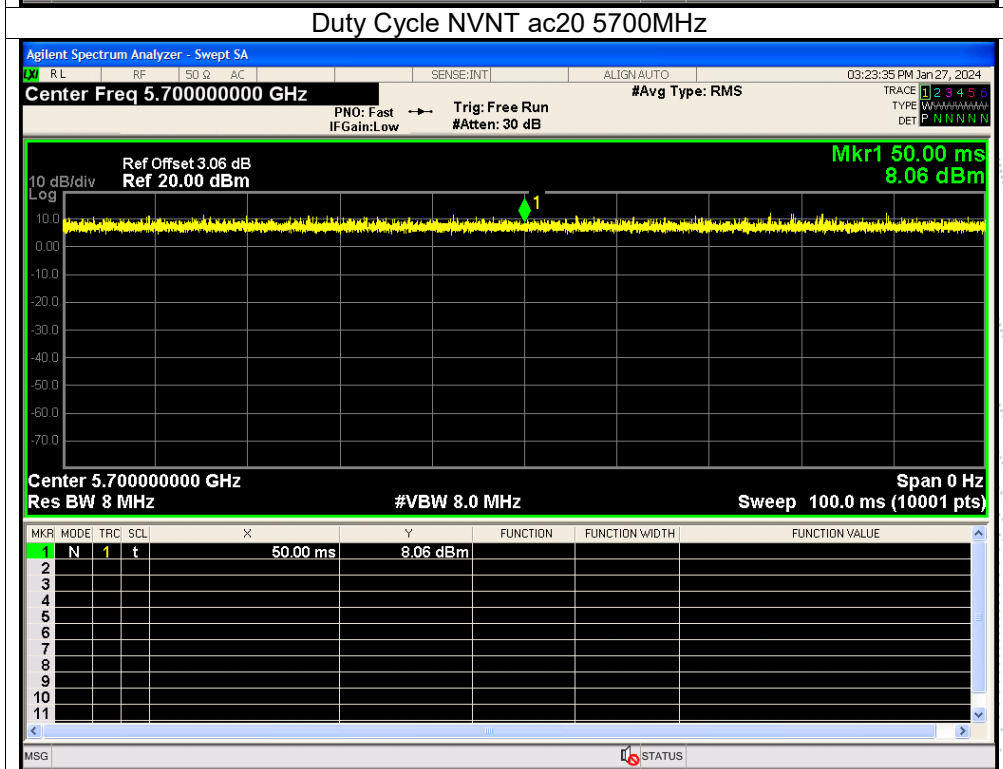 Duty Cycle NVNT ac20 5700MHz
Agilent Spectrum Analyzer - Swept SA
LXI RL RF 50 Ω AC SENSE:INT ALIGNAUTO 03:23:35 PM Jan 27, 2024
Center Freq 5.700000000 GHz #Avg Type: RMS TRACE 1 2 3 4 5 6
PNO: Fast Trig: Free Run TYPE WWWWWW
IFGain:Low #Atten: 30 dB DET P N N N N N
Mkr1 50.00 ms
8.06 dBm
Ref Offset 3.06 dB
10 dB/div Ref 20.00 dBm
Log
1
10.0
0.00
-10.0
-20.0
-30.0
-40.0
-50.0
-60.0
-70.0
Center 5.700000000 GHz Span 0 Hz
Res BW 8 MHz #VBW 8.0 MHz Sweep 100.0 ms (10001 pts)
MKR MODE TRC SCL X Y FUNCTION FUNCTION WIDTH FUNCTION VALUE
1 N 1 t 50.00 ms 8.06 dBm
2
3
4
5
6
7
8
9
10
11
MSG STATUS